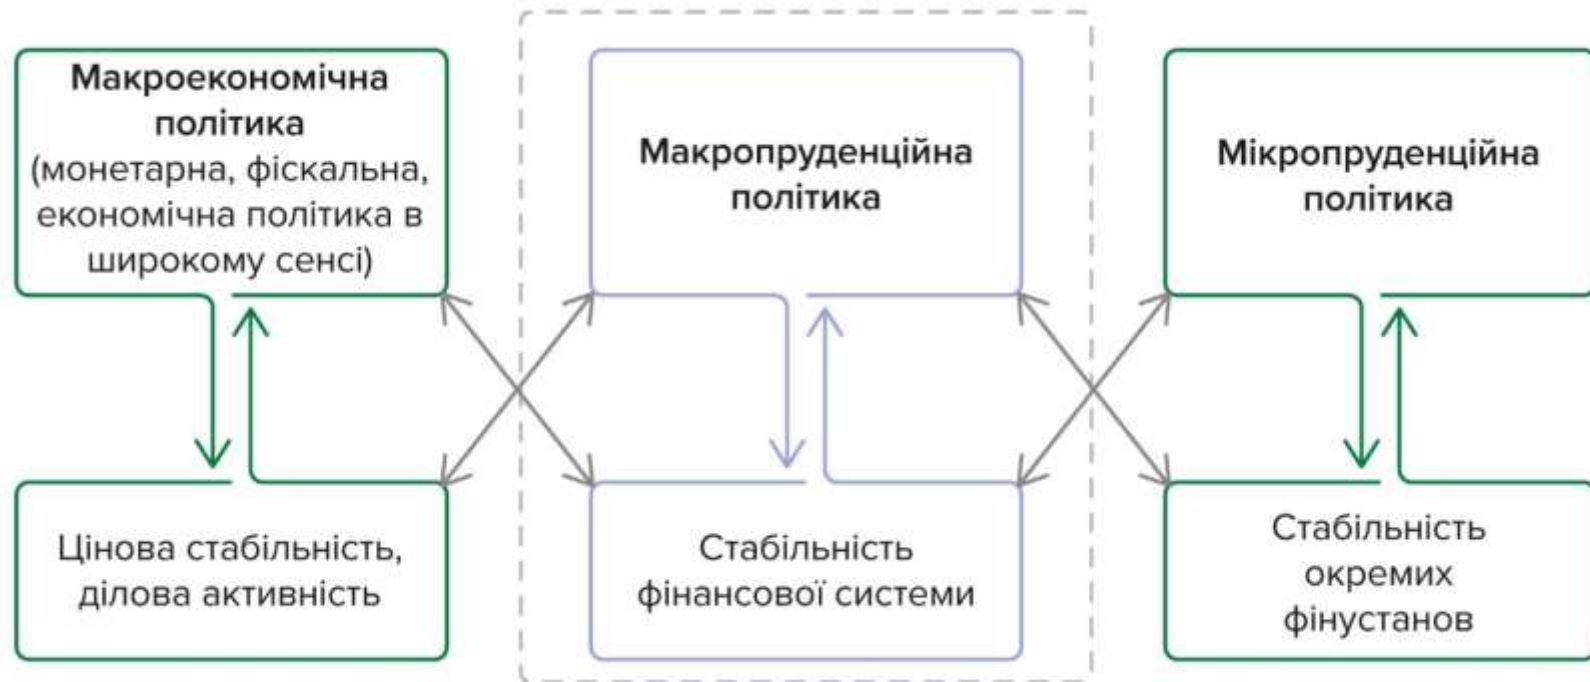 Макроекономічна
політика
(монетарна, фіскальна,
економічна політика в
широкому сенсі)
Макропруденційна
політика
Мікропруденційна
політика
Цінова стабільність,
ділова активність
Стабільність
фінансової системи
Стабільність
окремих
фінустанов